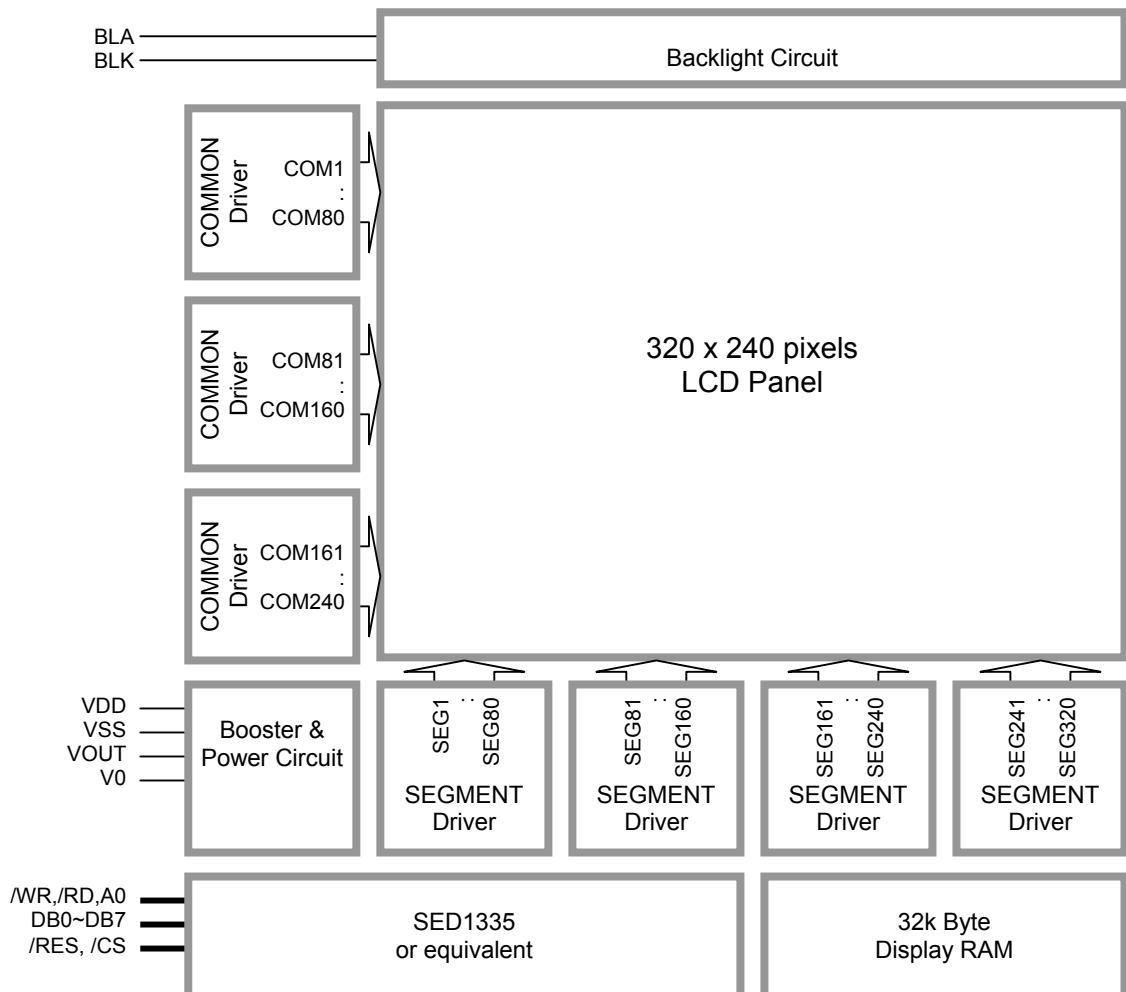 BLA
BLK
Backlight Circuit
COMMON
Driver
COM1
:
COM80
COMMON
Driver
COM81
:
COM160
COMMON
Driver
COM161
:
COM240
320 x 240 pixels
LCD Panel
VDD
VSS
VOUT
V0
Booster &
Power Circuit
SEG1
:
SEG80
SEGMENT
Driver
SEG81
:
SEG160
SEGMENT
Driver
SEG161
:
SEG240
SEGMENT
Driver
SEG241
:
SEG320
SEGMENT
Driver
/WR,/RD,A0
DB0~DB7
/RES, /CS
SED1335
or equivalent
32k Byte
Display RAM